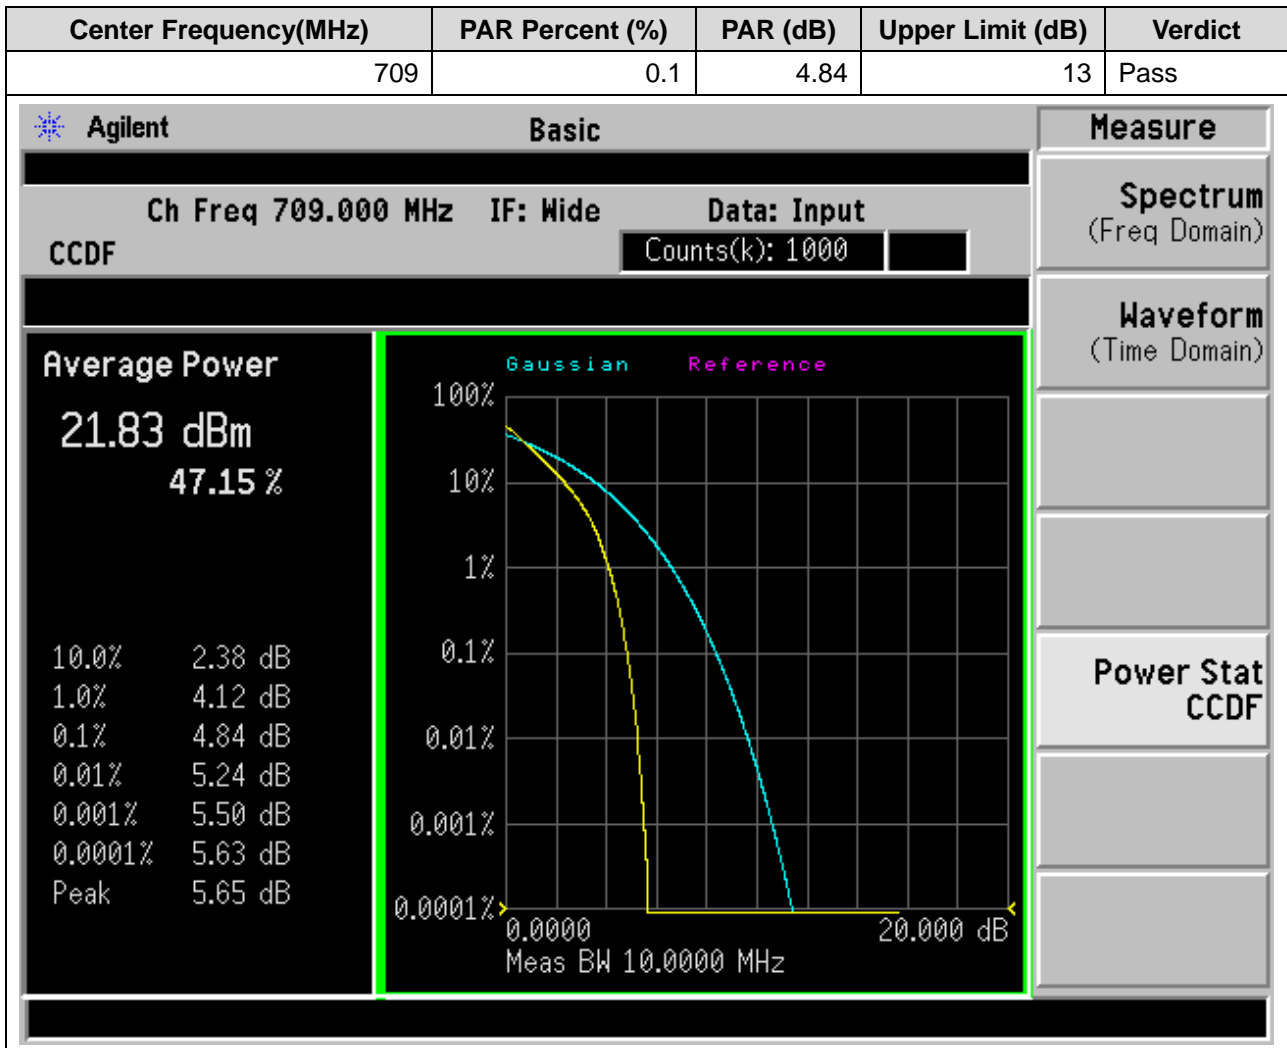 Center Frequency(MHz) PAR Percent (%) PAR (dB) Upper Limit (dB) Verdict
709 0.1 4.84 13 Pass
Agilent Basic Measure
Ch Freq 709.000 MHz IF: Wide Data: Input
CCDF Counts(k): 1000
Spectrum
(Freq Domain)
Waveform
(Time Domain)
Power Stat
CCDF
Average Power
21.83 dBm
47.15 %
10.0% 2.38 dB
1.0% 4.12 dB
0.1% 4.84 dB
0.01% 5.24 dB
0.001% 5.50 dB
0.0001% 5.63 dB
Peak 5.65 dB
Gaussian Reference
100%
10%
1%
0.1%
0.01%
0.001%
0.0001%
0.0000 20.000 dB
Meas BW 10.0000 MHz